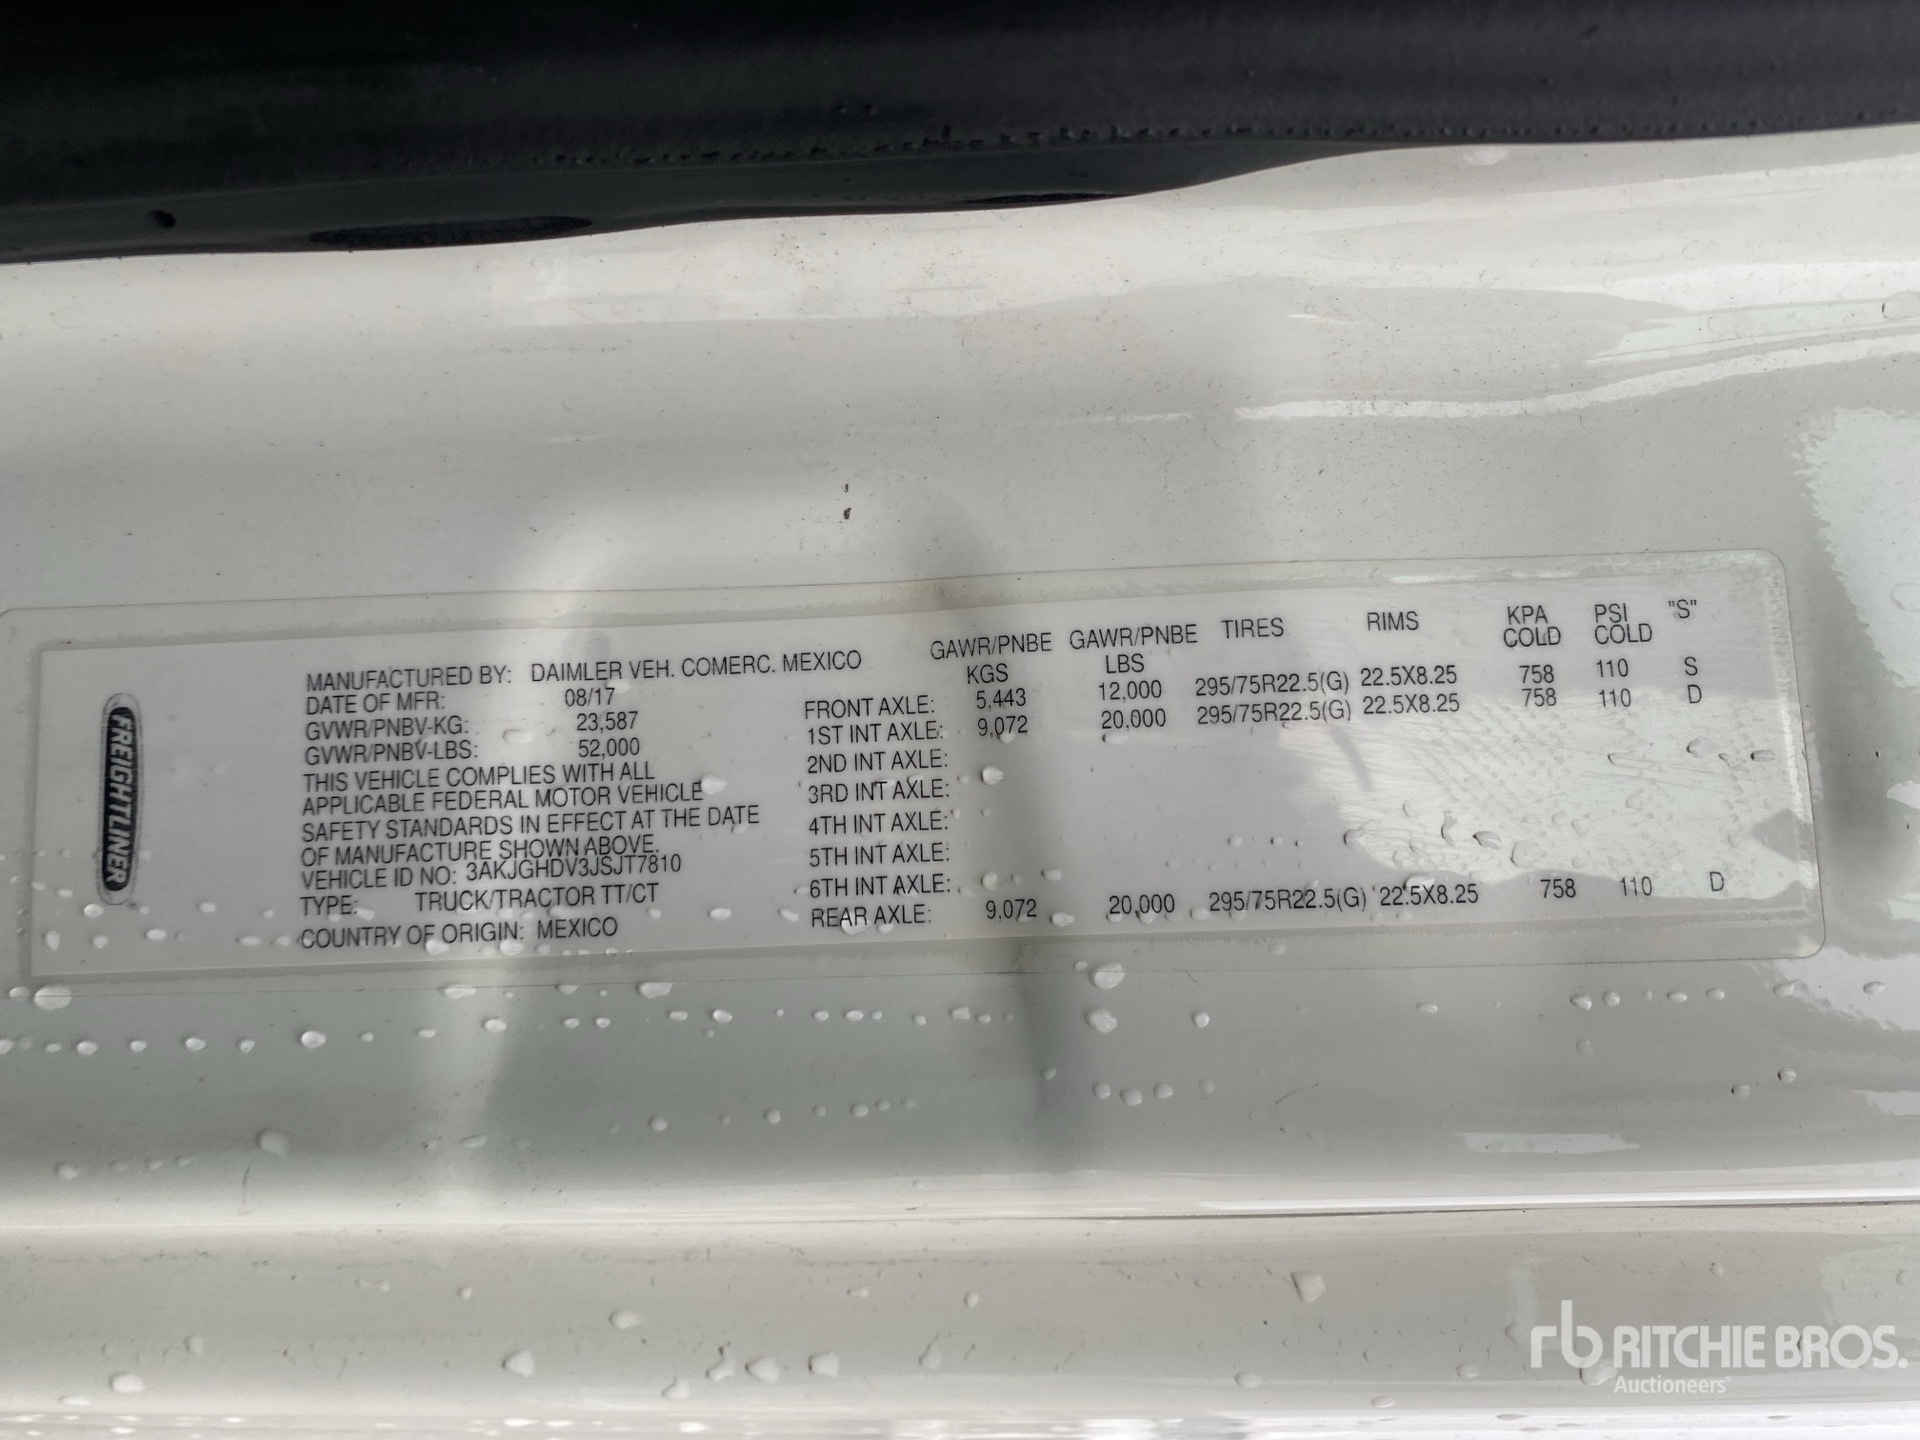 FREIGHTLINER
MANUFACTURED BY: DAIMLER VEH. COMERC. MEXICO
DATE OF MFR: 08/17
GVWR/PNBV-KG: 23,587
GVWR/PNBV-LBS: 52,000
THIS VEHICLE COMPLIES WITH ALL
APPLICABLE FEDERAL MOTOR VEHICLE
SAFETY STANDARDS IN EFFECT AT THE DATE
OF MANUFACTURE SHOWN ABOVE.
VEHICLE ID NO: 3AKJGHDV3JSJT7810
TYPE: TRUCK/TRACTOR TT/CT
COUNTRY OF ORIGIN: MEXICO
GAWR/PNBE KGS GAWR/PNBE LBS TIRES RIMS KPA COLD PSI COLD "S"
FRONT AXLE: 5,443 12,000 295/75R22.5(G) 22.5X8.25 758 110 S
1ST INT AXLE: 9,072 20,000 295/75R22.5(G) 22.5X8.25 758 110 D
2ND INT AXLE:
3RD INT AXLE:
4TH INT AXLE:
5TH INT AXLE:
6TH INT AXLE:
REAR AXLE: 9,072 20,000 295/75R22.5(G) 22.5X8.25 758 110 D
rb RITCHIE BROS.
Auctioneers